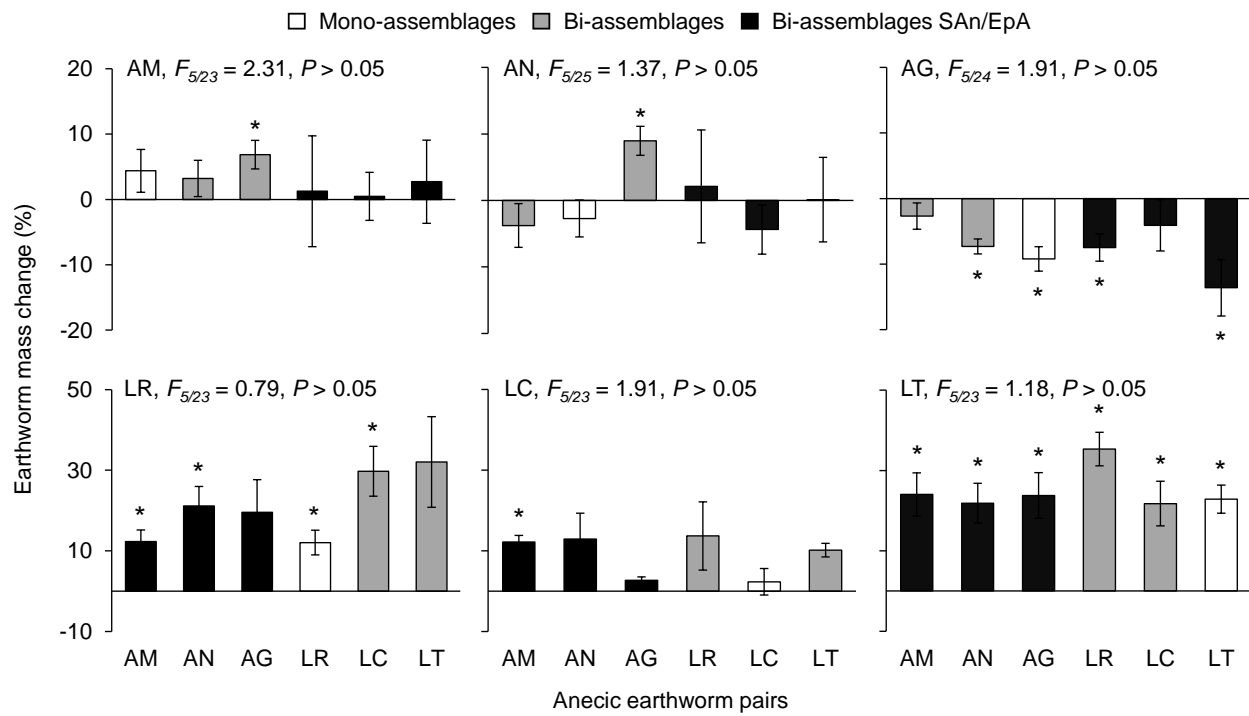 Mono-assemblages Bi-assemblages Bi-assemblages SAn/EpA
AM, F5/23 = 2.31, P > 0.05
AN, F5/25 = 1.37, P > 0.05
AG, F5/24 = 1.91, P > 0.05
20
10
0
-10
-20
*
*
* * * *
Earthworm mass change (%)
LR, F5/23 = 0.79, P > 0.05
LC, F5/23 = 1.91, P > 0.05
LT, F5/23 = 1.18, P > 0.05
50
30
10
-10
* * * *
*
* * * * * *
AM AN AG LR LC LT
AM AN AG LR LC LT
AM AN AG LR LC LT
Anecic earthworm pairs